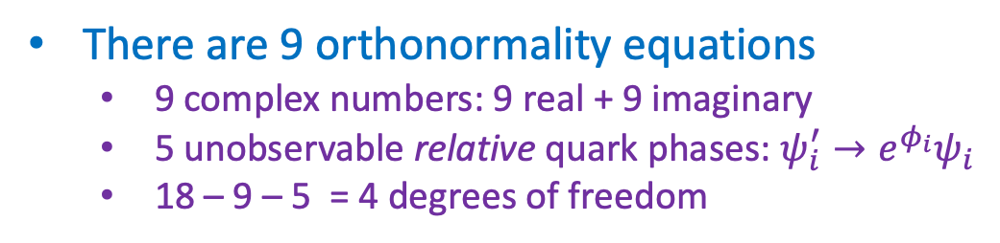 • There are 9 orthonormality equations
• 9 complex numbers: 9 real + 9 imaginary
• 5 unobservable relative quark phases: ψ′ᵢ → e^ϕᵢ ψᵢ
• 18 – 9 – 5 = 4 degrees of freedom